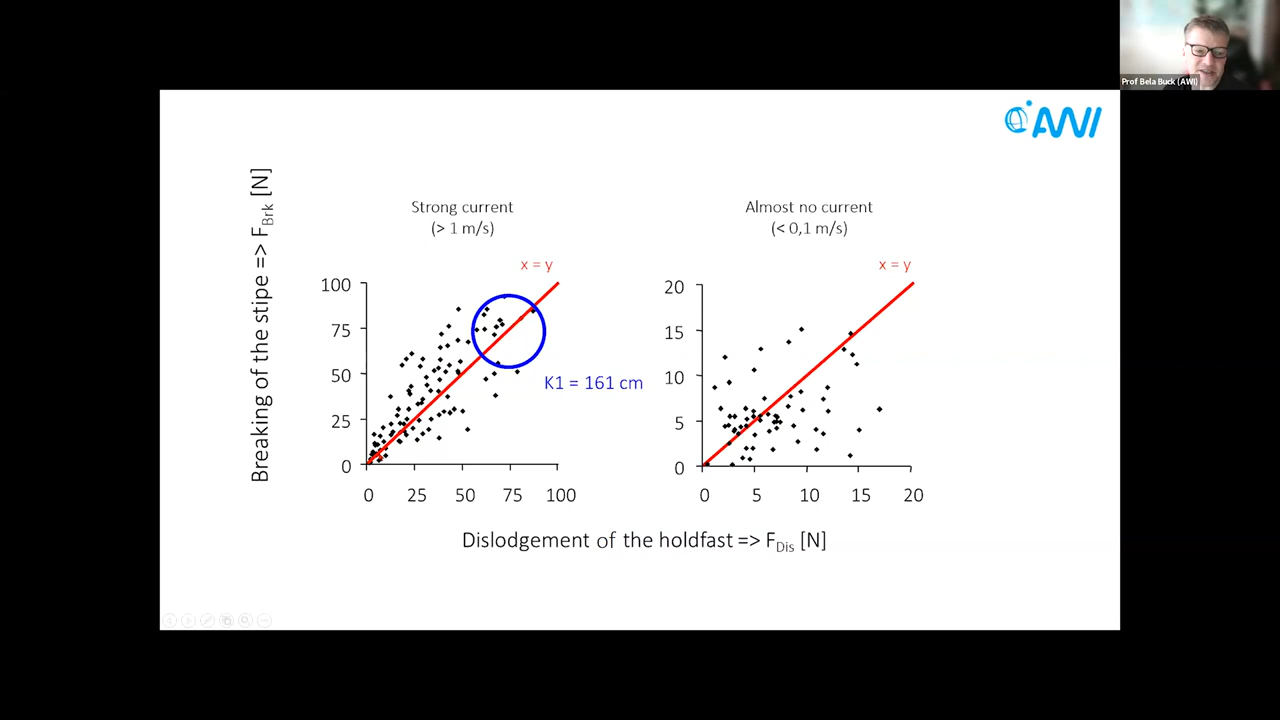 Prof Bela Buck (AWI)
AWI
Breaking of the stipe => F_Brk [N]
Strong current
(> 1 m/s)
x = y
100
75
50
25
0
0 25 50 75 100
K1 = 161 cm
Almost no current
(< 0,1 m/s)
x = y
20
15
10
5
0
0 5 10 15 20
Dislodgement of the holdfast => F_Dis [N]